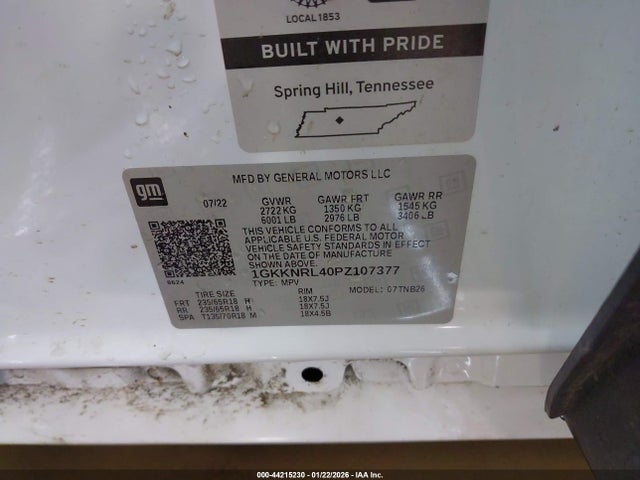 LOCAL 1853
BUILT WITH PRIDE
Spring Hill, Tennessee
gm
MFD BY GENERAL MOTORS LLC
07/22 GVWR GAWR FRT GAWR RR
2722 KG 1350 KG 1545 KG
6001 LB 2976 LB 3406 LB
THIS VEHICLE CONFORMS TO ALL
APPLICABLE U.S. FEDERAL MOTOR
VEHICLE SAFETY STANDARDS IN EFFECT
ON THE DATE OF MANUFACTURE
SHOWN ABOVE.
1GKKNRL40PZ107377
6624 TYPE: MPV MODEL: 07TNB26
TIRE SIZE RIM
FRT 235/65R18 H 18X7.5J
RR 235/65R18 H 18X7.5J
SPA T135/70R18 M 18X4.5B
000-44215230 - 01/22/2026 - IAA Inc.